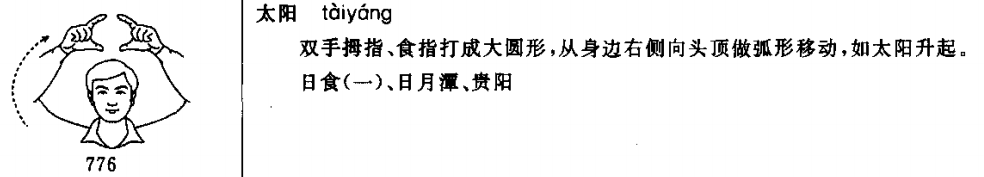 太阳 tàiyáng
双手拇指、食指打成大圆形,从身边右侧向头顶做弧形移动,如太阳升起。
日食(一)、日月潭、贵阳
776